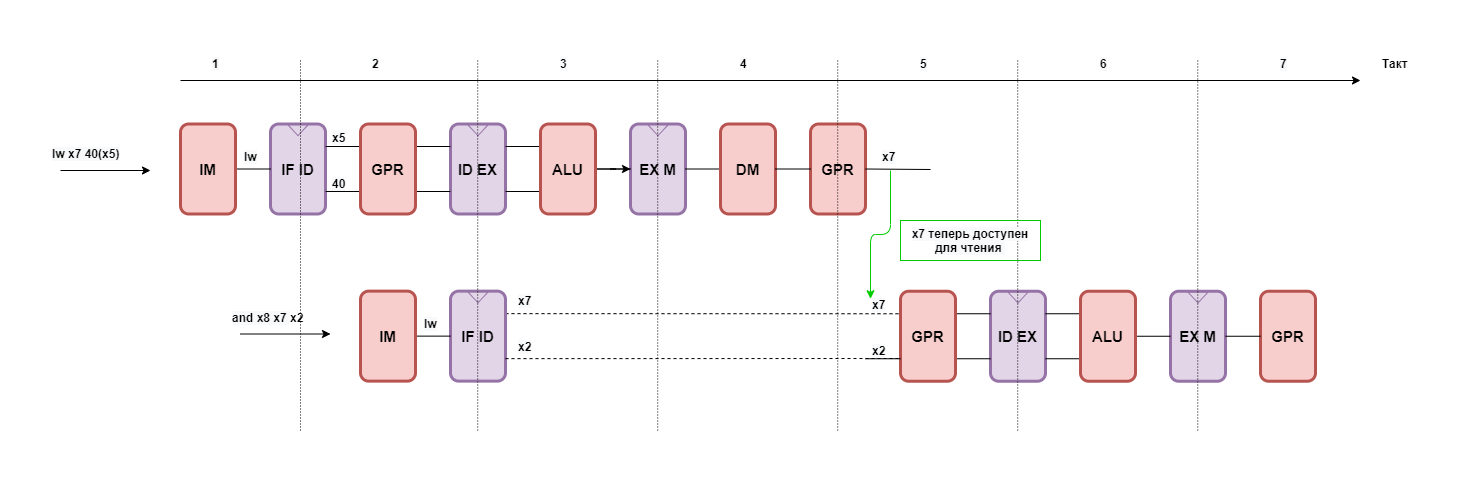 1 2 3 4 5 6 7 Такт
lw x7 40(x5)
IM lw IF ID x5 GPR ID EX ALU EX M DM GPR x7
40
x7 теперь доступен
для чтения
and x8 x7 x2
IM lw IF ID x7 x7 GPR ID EX ALU EX M GPR
x2 x2